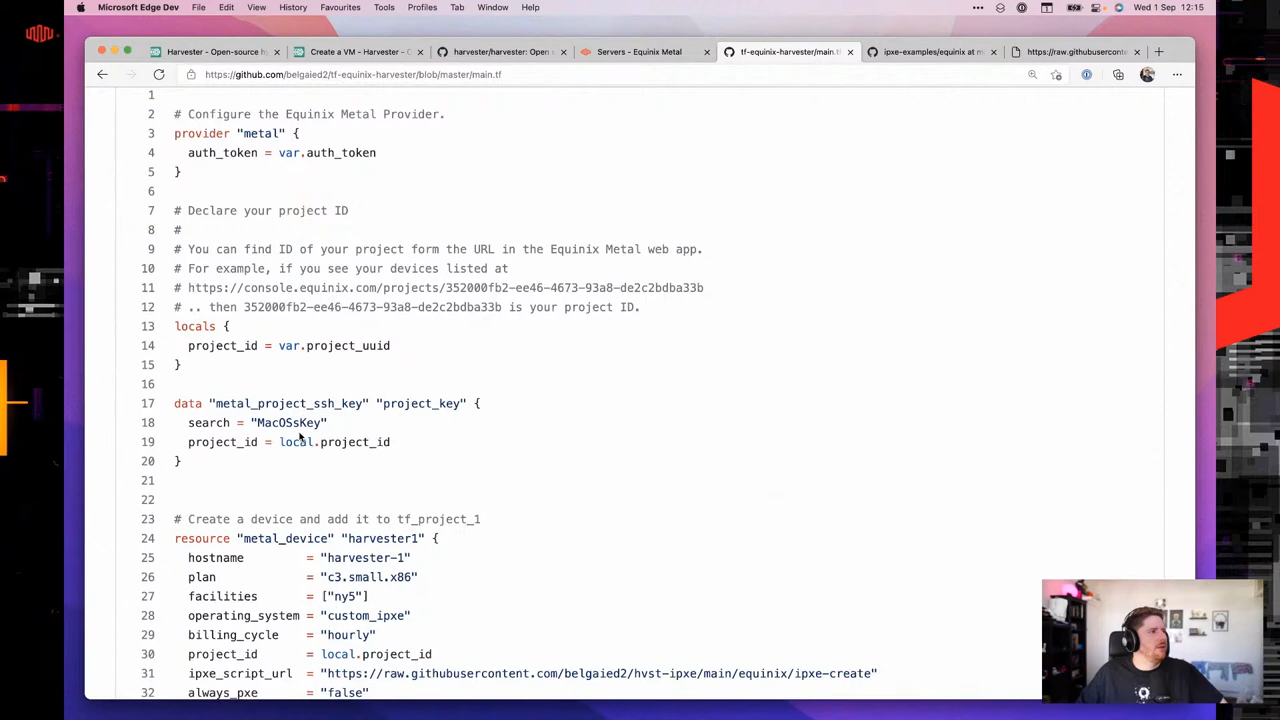 Microsoft Edge Dev File Edit View History Favourites Tools Profiles Tab Window Help
Wed 1 Sep 12:15
Harvester - Open-source hy
Create a VM - Harvester - O
harvester/harvester: Open s
Servers - Equinix Metal
tf-equinix-harvester/main.tf
ipxe-examples/equinix at m
https://raw.githubuserconte
https://github.com/belgaied2/tf-equinix-harvester/blob/master/main.tf
1
2 # Configure the Equinix Metal Provider.
3 provider "metal" {
4 auth_token = var.auth_token
5 }
6
7 # Declare your project ID
8 #
9 # You can find ID of your project form the URL in the Equinix Metal web app.
10 # For example, if you see your devices listed at
11 # https://console.equinix.com/projects/352000fb2-ee46-4673-93a8-de2c2bdba33b
12 # .. then 352000fb2-ee46-4673-93a8-de2c2bdba33b is your project ID.
13 locals {
14 project_id = var.project_uuid
15 }
16
17 data "metal_project_ssh_key" "project_key" {
18 search = "MacOSsKey"
19 project_id = local.project_id
20 }
21
22
23 # Create a device and add it to tf_project_1
24 resource "metal_device" "harvester1" {
25 hostname = "harvester-1"
26 plan = "c3.small.x86"
27 facilities = ["ny5"]
28 operating_system = "custom_ipxe"
29 billing_cycle = "hourly"
30 project_id = local.project_id
31 ipxe_script_url = "https://raw.githubusercontent.com/belgaied2/hvst-ipxe/main/equinix/ipxe-create"
32 always_pxe = "false"